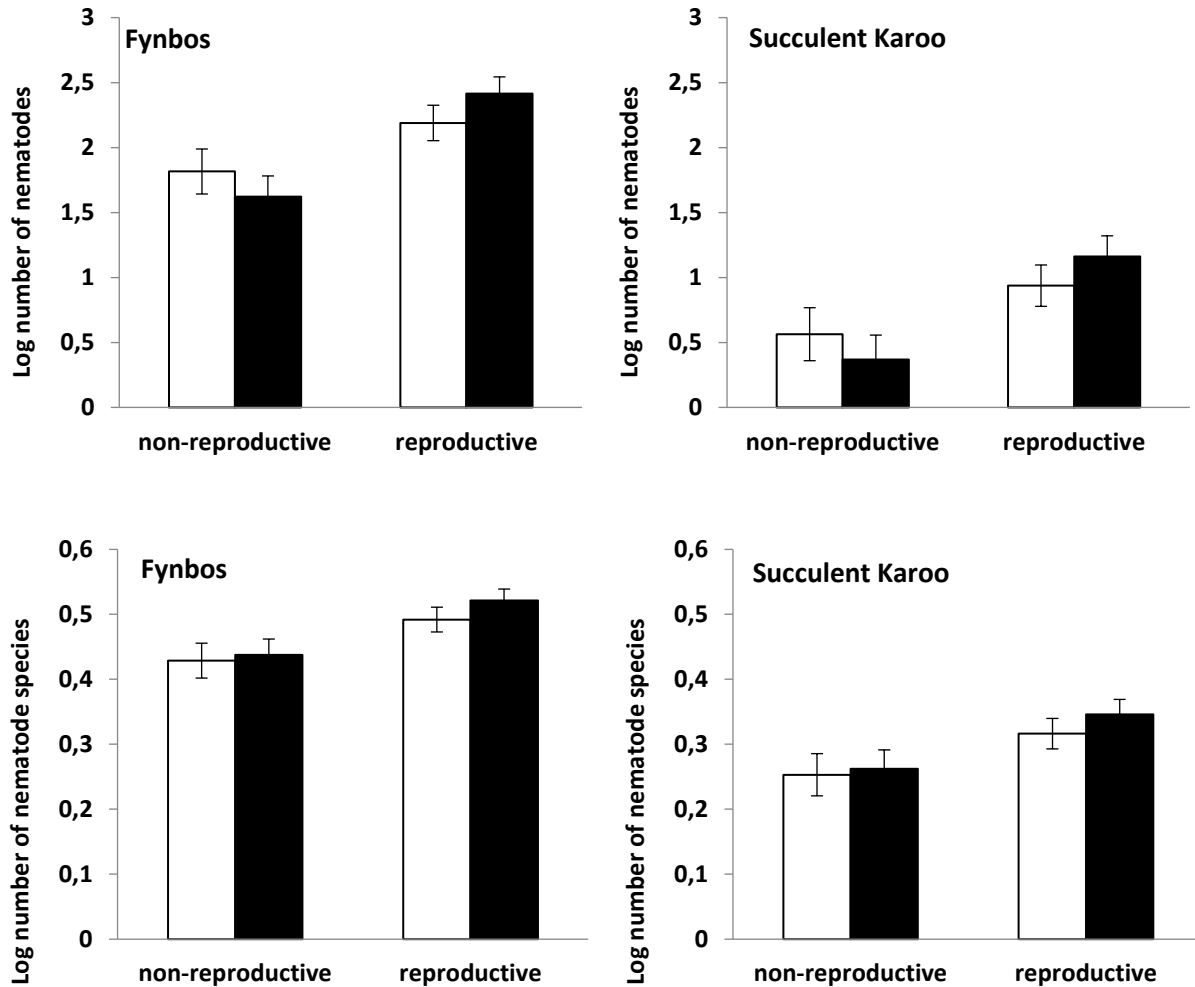 Fynbos
Log number of nematodes
3
2,5
2
1,5
1
0,5
0
non-reproductive
reproductive
Succulent Karoo
Log number of nematodes
3
2,5
2
1,5
1
0,5
0
non-reproductive
reproductive
Fynbos
Log number of nematode species
0,6
0,5
0,4
0,3
0,2
0,1
0
non-reproductive
reproductive
Succulent Karoo
Log number of nematode species
0,6
0,5
0,4
0,3
0,2
0,1
0
non-reproductive
reproductive